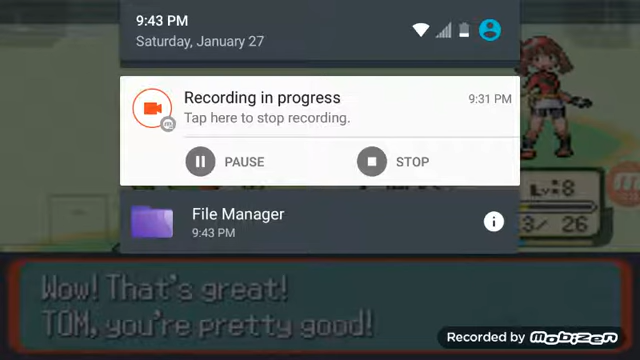 9:43 PM
Saturday, January 27
Recording in progress
9:31 PM
Tap here to stop recording.
PAUSE
STOP
File Manager
9:43 PM
/ 26
Wow! That's great!
TOM, you're pretty good!
Recorded by mobizen